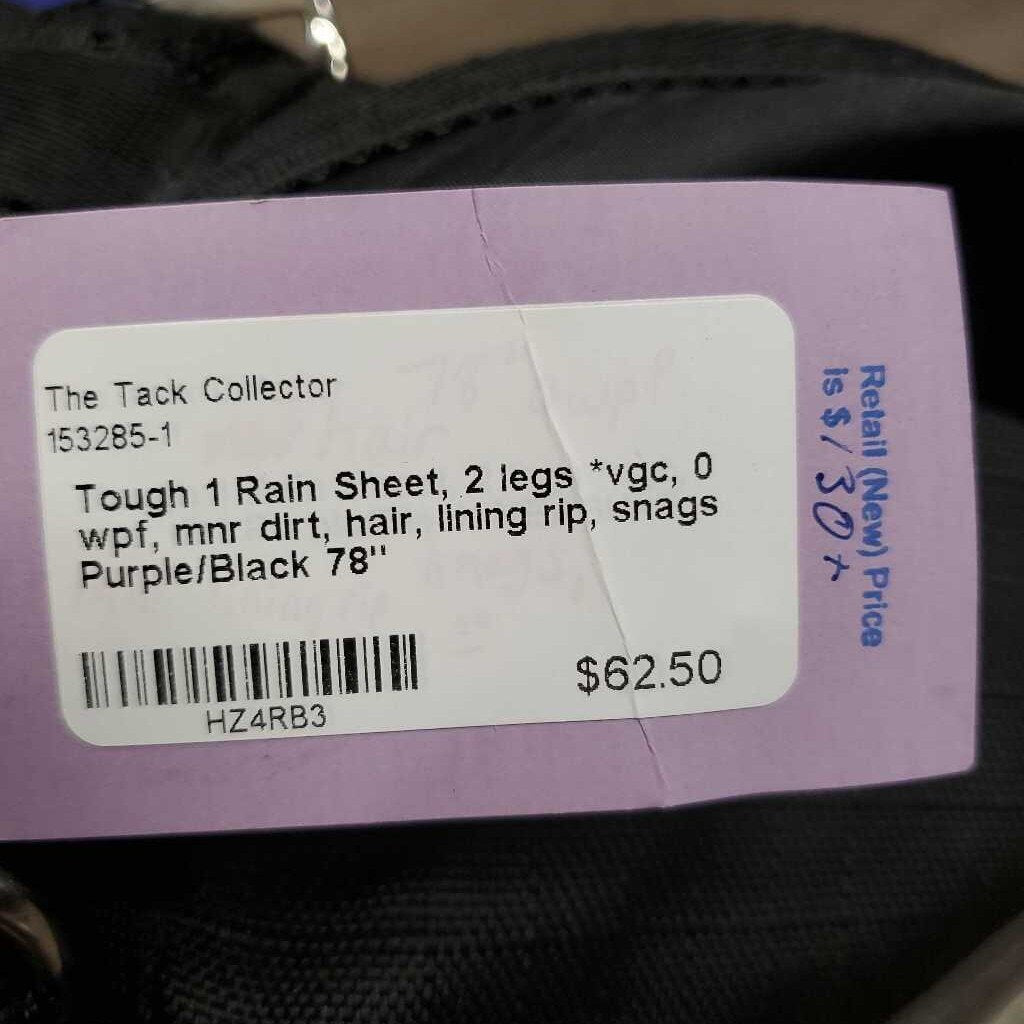 The Tack Collector
153285-1
Tough 1 Rain Sheet, 2 legs *vgc, 0
wpf, mnr dirt, hair, lining rip, snags
Purple/Black 78"
HZ4RB3
$62.50
Retail (New) Price
is $130+